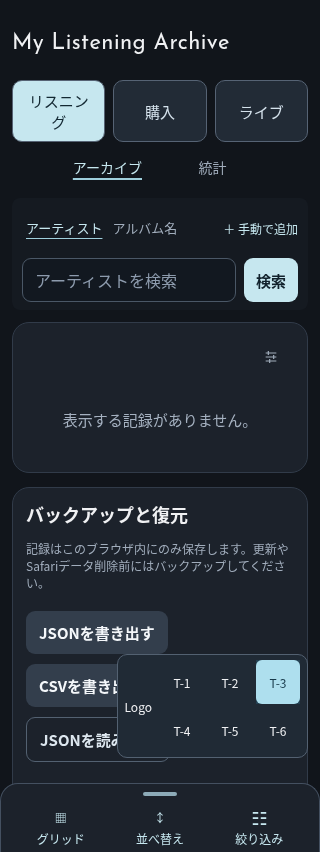 My Listening Archive
リスニン
グ
購入
ライブ
アーカイブ
統計
アーティスト アルバム名 ＋ 手動で追加
アーティストを検索
検索
表示する記録がありません。
バックアップと復元
記録はこのブラウザ内にのみ保存します。更新や
Safariデータ削除前にはバックアップしてくださ
い。
JSONを書き出す
CSVを書き
JSONを読
Logo
T-1 T-2 T-3
T-4 T-5 T-6
グリッド
並べ替え
絞り込み